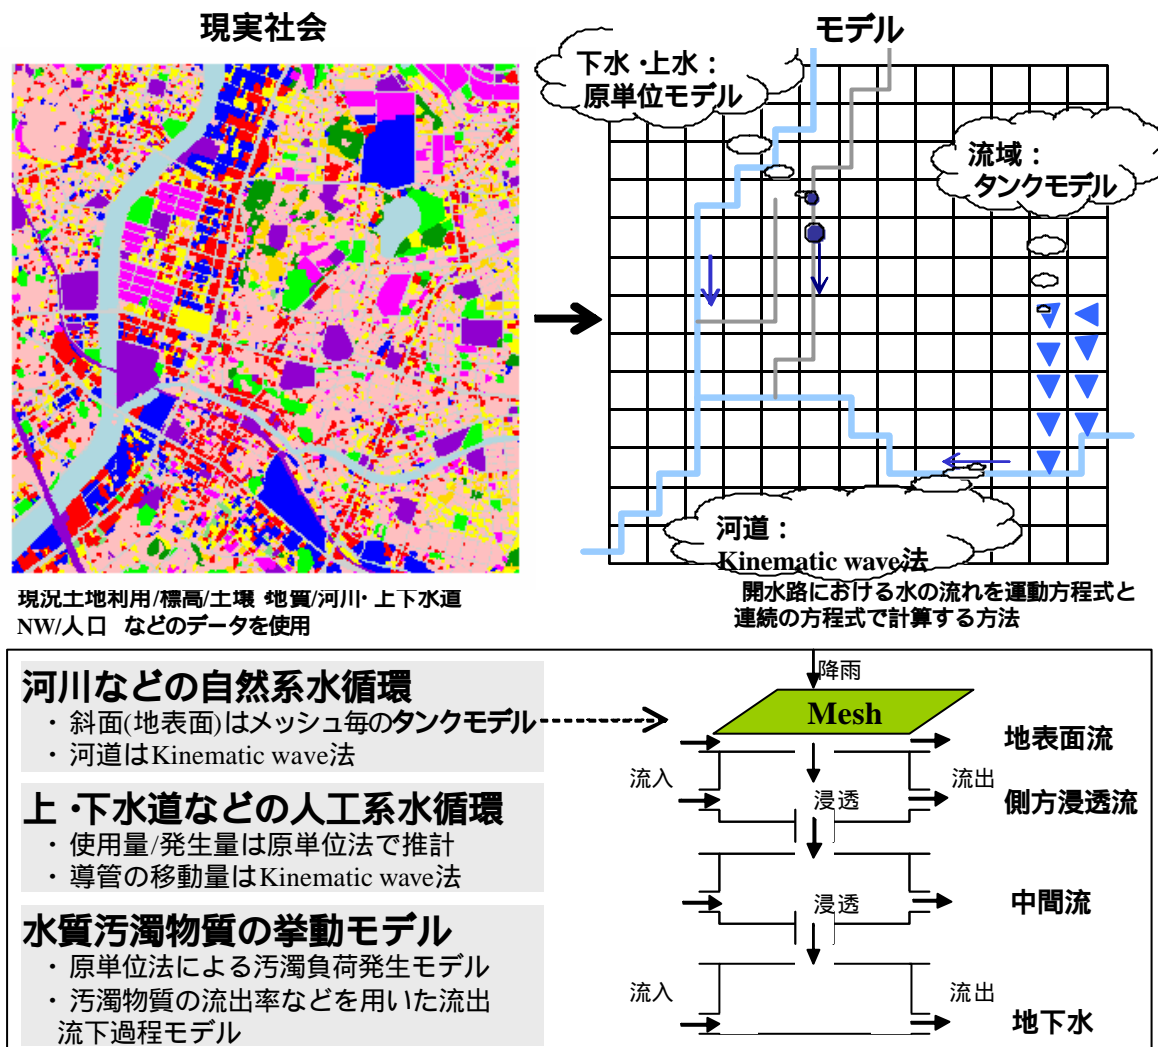 現実社会
モデル
下水・上水:
原単位モデル
流域:
タンクモデル
河道:
Kinematic wave法
開水路における水の流れを運動方程式と
連続の方程式で計算する方法
現況土地利用/標高/土壌・地質/河川・上下水道
NW/人口 などのデータを使用
河川などの自然系水循環
・斜面(地表面)はメッシュ毎のタンクモデル
・河道はKinematic wave法
上・下水道などの人工系水循環
・使用量/発生量は原単位法で推計
・導管の移動量はKinematic wave法
水質汚濁物質の挙動モデル
・原単位法による汚濁負荷発生モデル
・汚濁物質の流出率などを用いた流出
流下過程モデル
降雨
Mesh
地表面流
流入
浸透
流出
側方浸透流
浸透
中間流
流入
流出
地下水